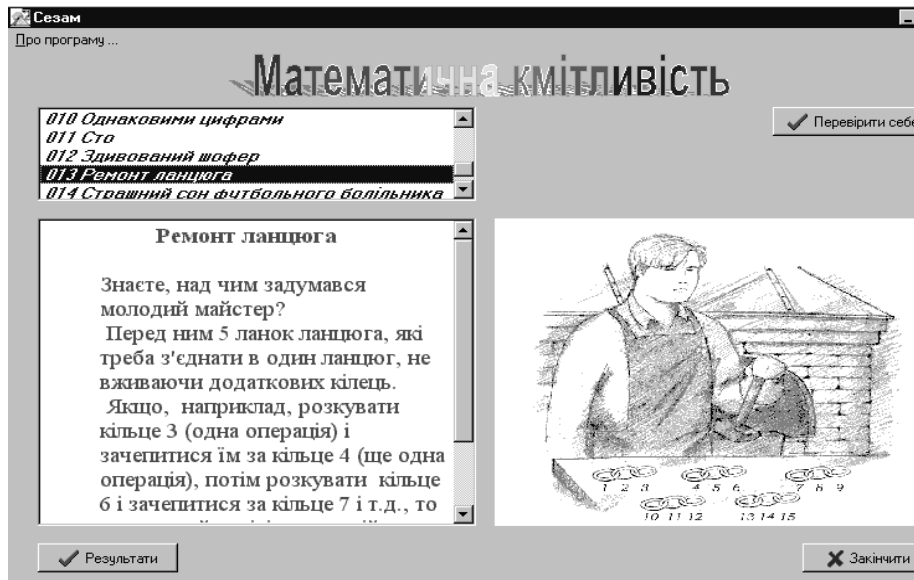 Сезам
Про програму ...
Математична кмітливість
010 Однаковими цифрами
011 Сто
012 Здивований шофер
013 Ремонт ланцюга
014 Страшний сон футбольного болільника
Перевірити себе
Ремонт ланцюга
Знаєте, над чим задумався
молодий майстер?
Перед ним 5 ланок ланцюга, які
треба з'єднати в один ланцюг, не
вживаючи додаткових кілець.
Якщо, наприклад, розкувати
кільце 3 (одна операція) і
зачепитися їм за кільце 4 (ще одна
операція), потім розкувати кільце
6 і зачепитися за кільце 7 і т.д., то
1 2 3 4 5 6 7 8 9
10 11 12 13 14 15
Результати
Закінчити